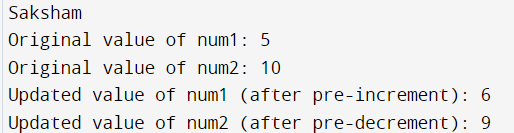 Saksham
Original value of num1: 5
Original value of num2: 10
Updated value of num1 (after pre-increment): 6
Updated value of num2 (after pre-decrement): 9